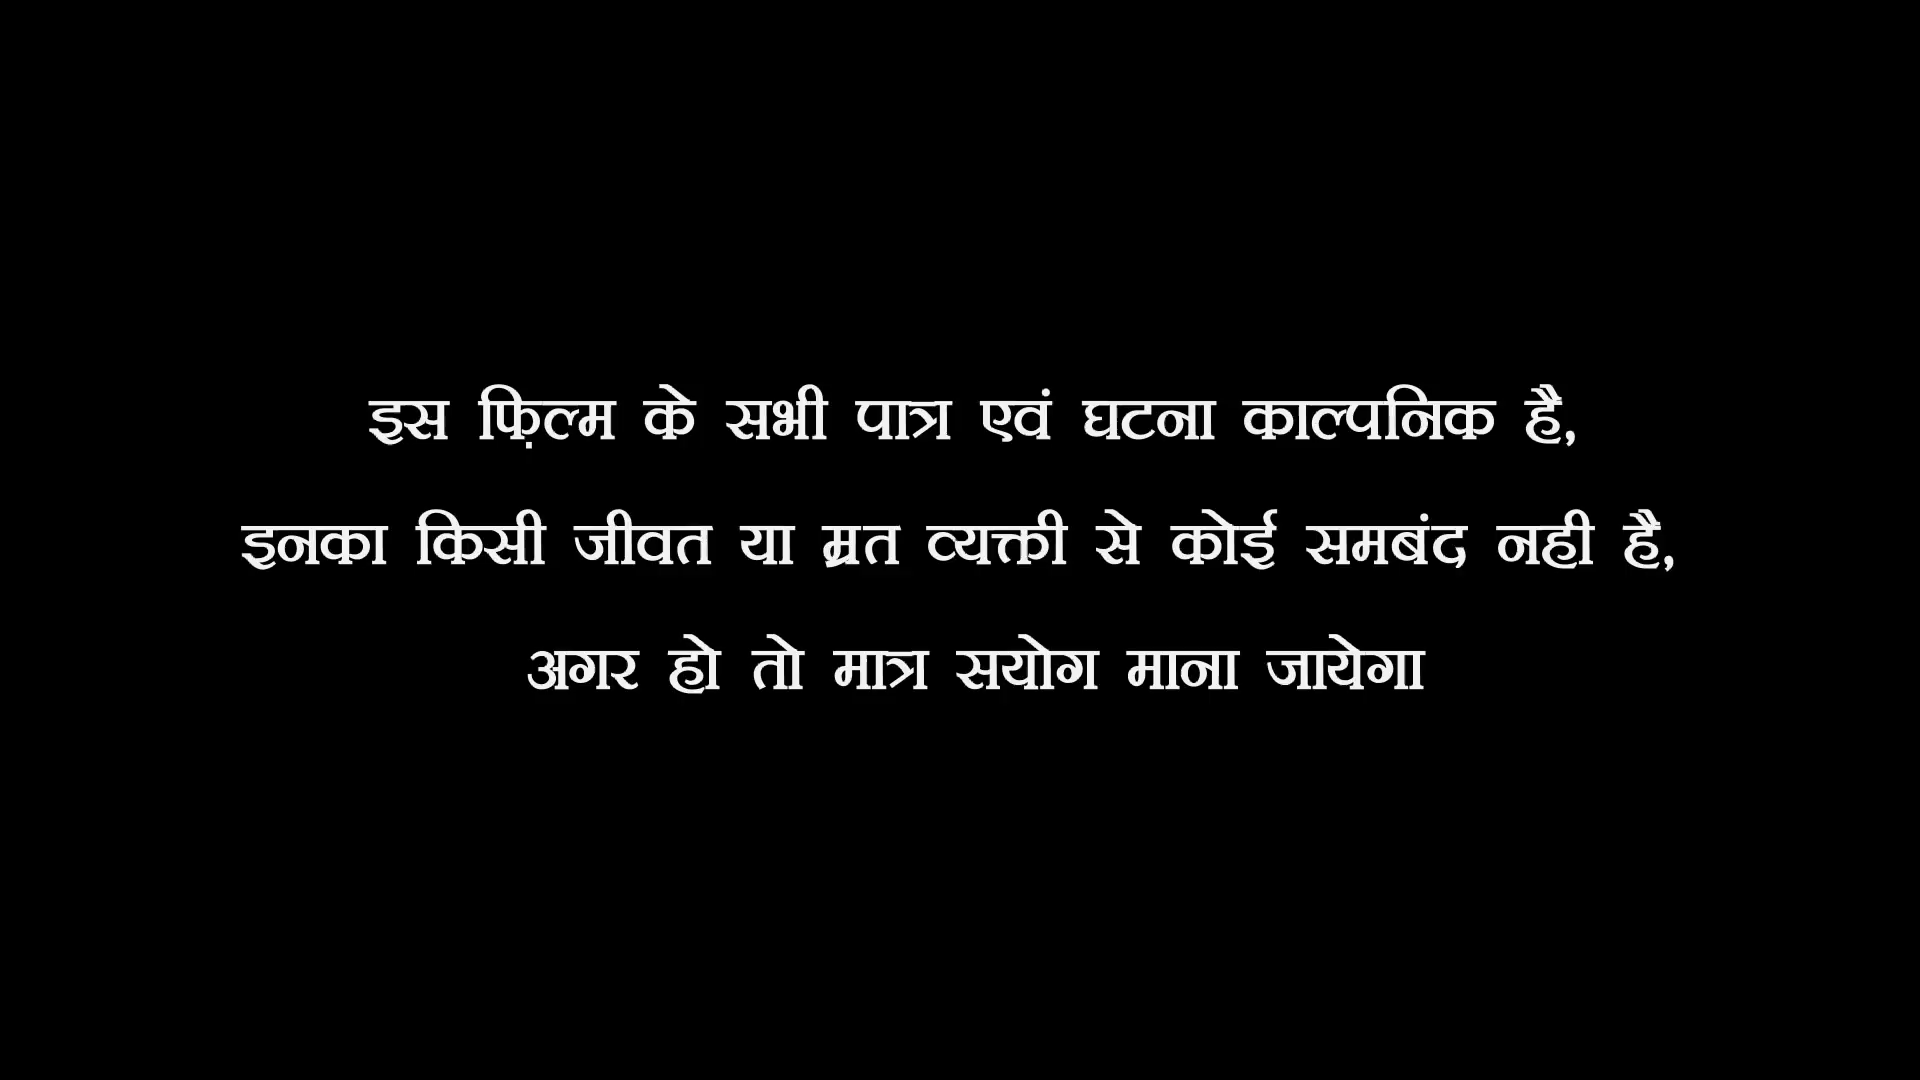 इस फ़िल्म के सभी पात्र एवं घटना काल्पनिक है,
इनका किसी जीवत या म्रत व्यक्ती से कोई समबंद नही है,
अगर हो तो मात्र सयोग माना जायेगा